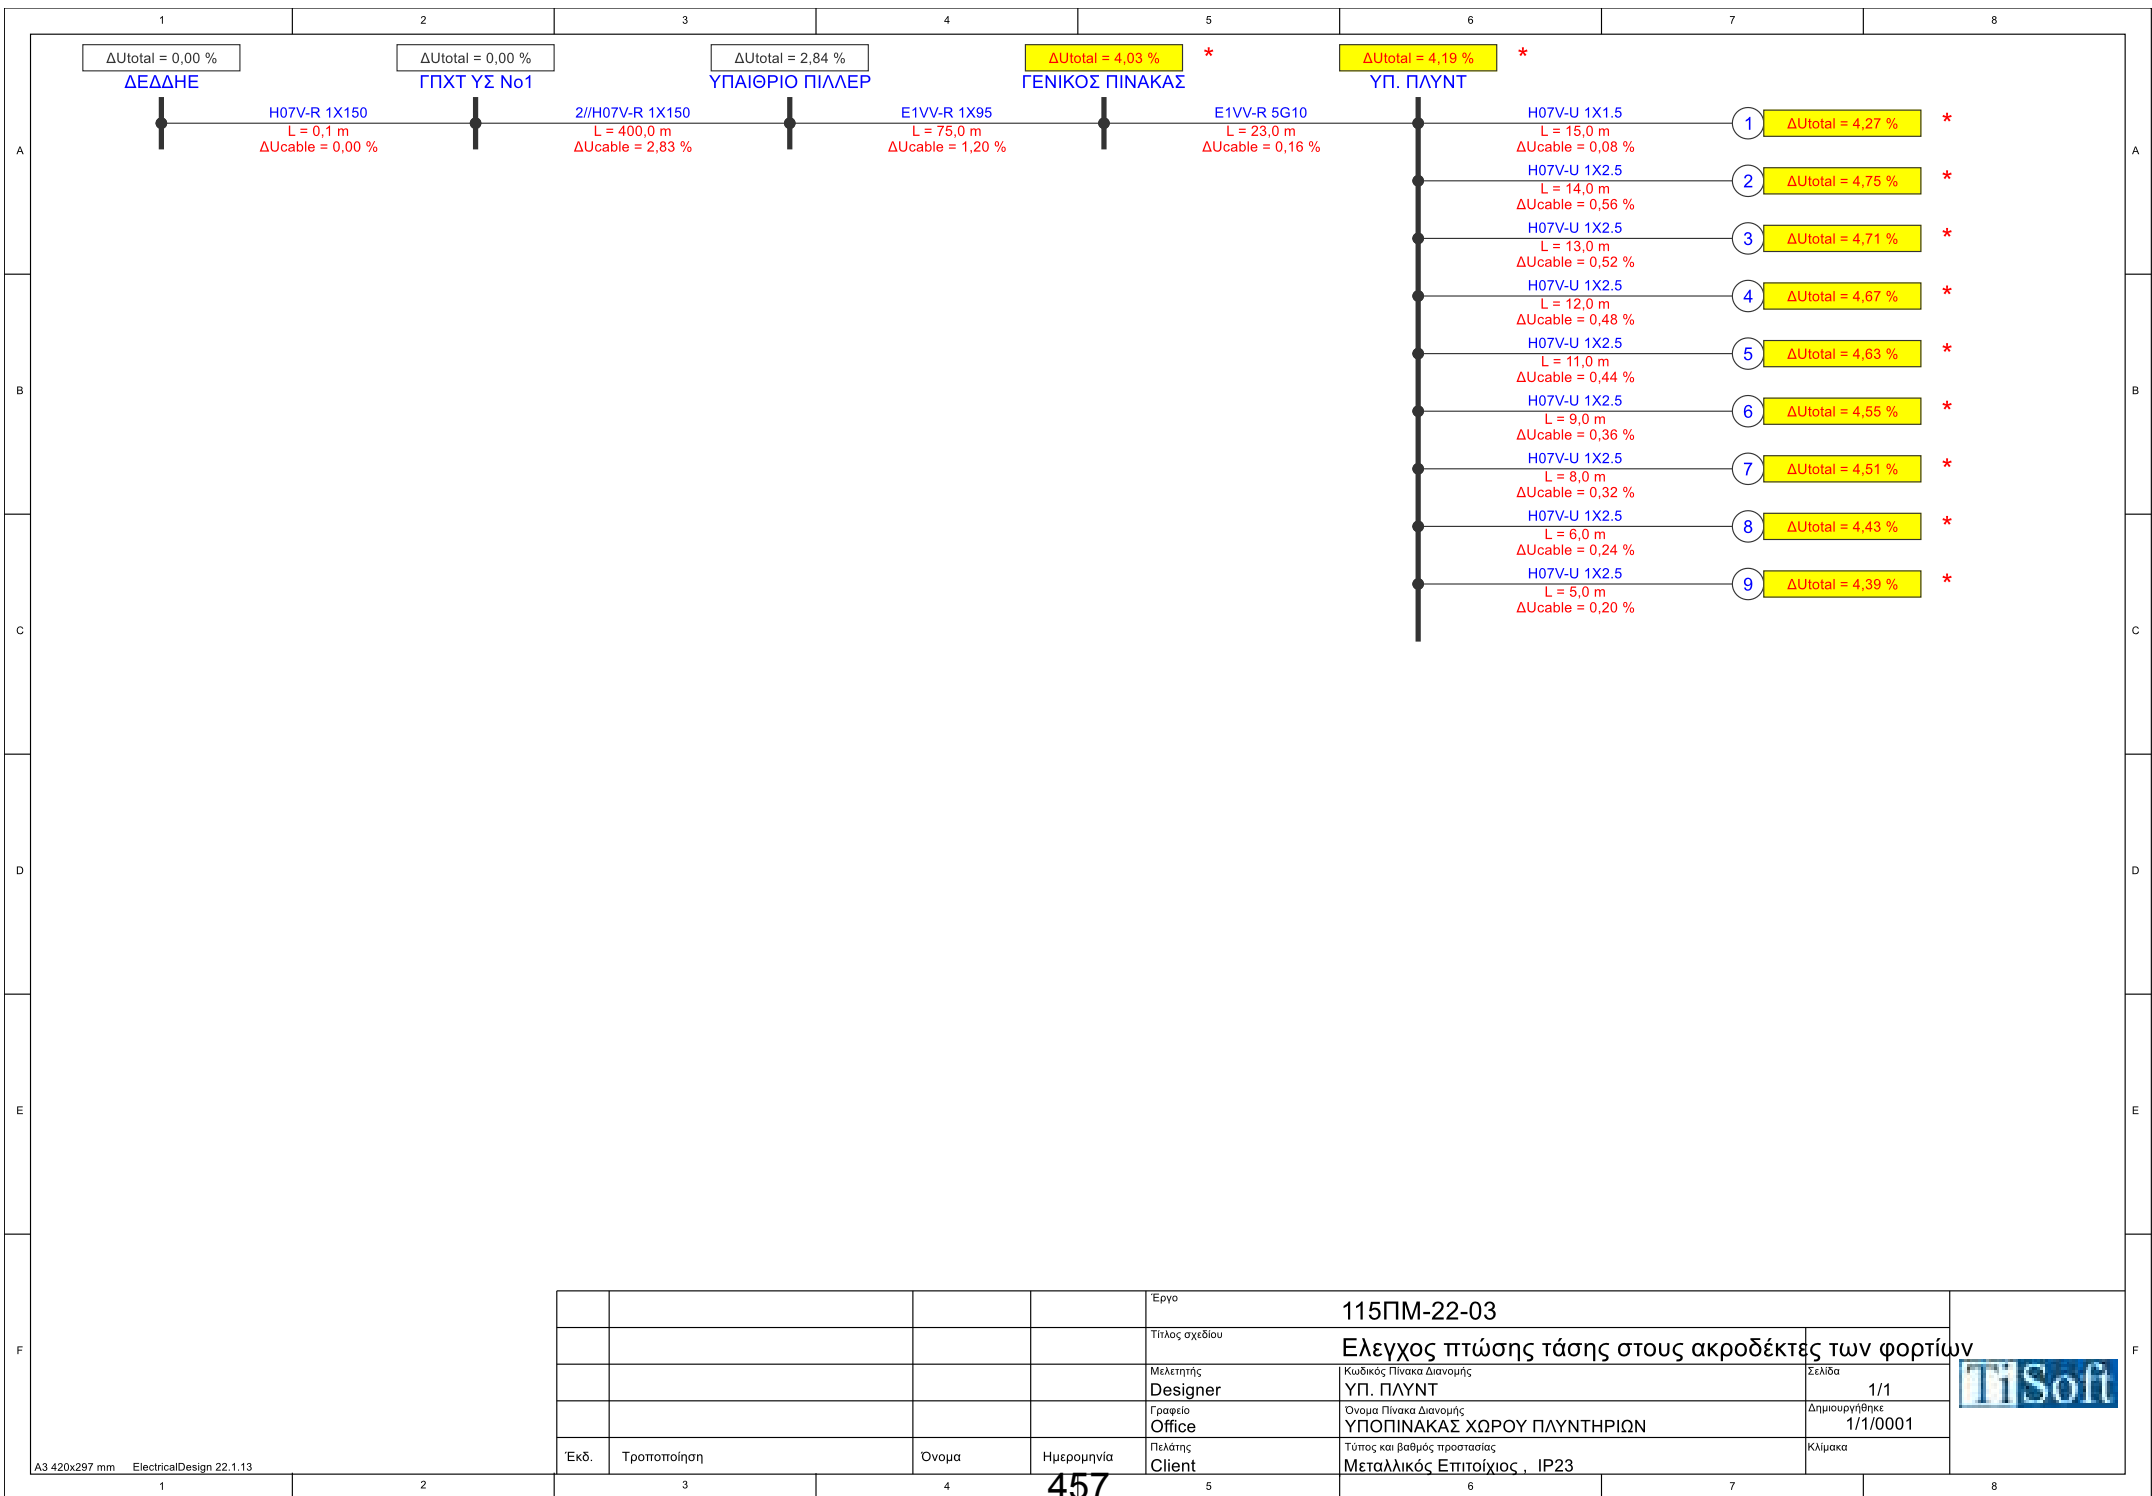 1 2 3 4 5 6 7 8
ΔUtotal = 0,00 % ΔUtotal = 0,00 % ΔUtotal = 2,84 % ΔUtotal = 4,03 % * ΔUtotal = 4,19 % *
ΔΕΔΔΗΕ ΓΠΧΤ ΥΣ Νο1 ΥΠΑΙΘΡΙΟ ΠΙΛΛΕΡ ΓΕΝΙΚΟΣ ΠΙΝΑΚΑΣ ΥΠ. ΠΛΥΝΤ
H07V-R 1X150 2//H07V-R 1X150 E1VV-R 1X95 E1VV-R 5G10 H07V-U 1X1.5
1 ΔUtotal = 4,27 % *
L = 0,1 m L = 400,0 m L = 75,0 m L = 23,0 m L = 15,0 m
ΔUcable = 0,00 % ΔUcable = 2,83 % ΔUcable = 1,20 % ΔUcable = 0,16 % ΔUcable = 0,08 %
A A
H07V-U 1X2.5
2 ΔUtotal = 4,75 % *
L = 14,0 m
ΔUcable = 0,56 %
H07V-U 1X2.5
3 ΔUtotal = 4,71 % *
L = 13,0 m
ΔUcable = 0,52 %
H07V-U 1X2.5
4 ΔUtotal = 4,67 % *
L = 12,0 m
ΔUcable = 0,48 %
H07V-U 1X2.5
5 ΔUtotal = 4,63 % *
L = 11,0 m
ΔUcable = 0,44 %
B B
H07V-U 1X2.5
6 ΔUtotal = 4,55 % *
L = 9,0 m
ΔUcable = 0,36 %
H07V-U 1X2.5
7 ΔUtotal = 4,51 % *
L = 8,0 m
ΔUcable = 0,32 %
H07V-U 1X2.5
8 ΔUtotal = 4,43 % *
L = 6,0 m
ΔUcable = 0,24 %
H07V-U 1X2.5
9 ΔUtotal = 4,39 % *
L = 5,0 m
ΔUcable = 0,20 %
C C
D D
E E
F F
Έργο
115ΠΜ-22-03
Τίτλος σχεδίου
Ελεγχος πτώσης τάσης στους ακροδέκτες των φορτίων
Μελετητής Κωδικός Πίνακα Διανομής Σελίδα
Designer ΥΠ. ΠΛΥΝΤ 1/1
TiSoft
Γραφείο Όνομα Πίνακα Διανομής Δημιουργήθηκε
Office ΥΠΟΠΙΝΑΚΑΣ ΧΩΡΟΥ ΠΛΥΝΤΗΡΙΩΝ 1/1/0001
Έκδ. Τροποποίηση Όνομα Ημερομηνία
Πελάτης Τύπος και βαθμός προστασίας Κλίμακα
Client Μεταλλικός Επιτοίχιος , IP23
A3 420x297 mm ElectricalDesign 22.1.13
457
1 2 3 4 5 6 7 8